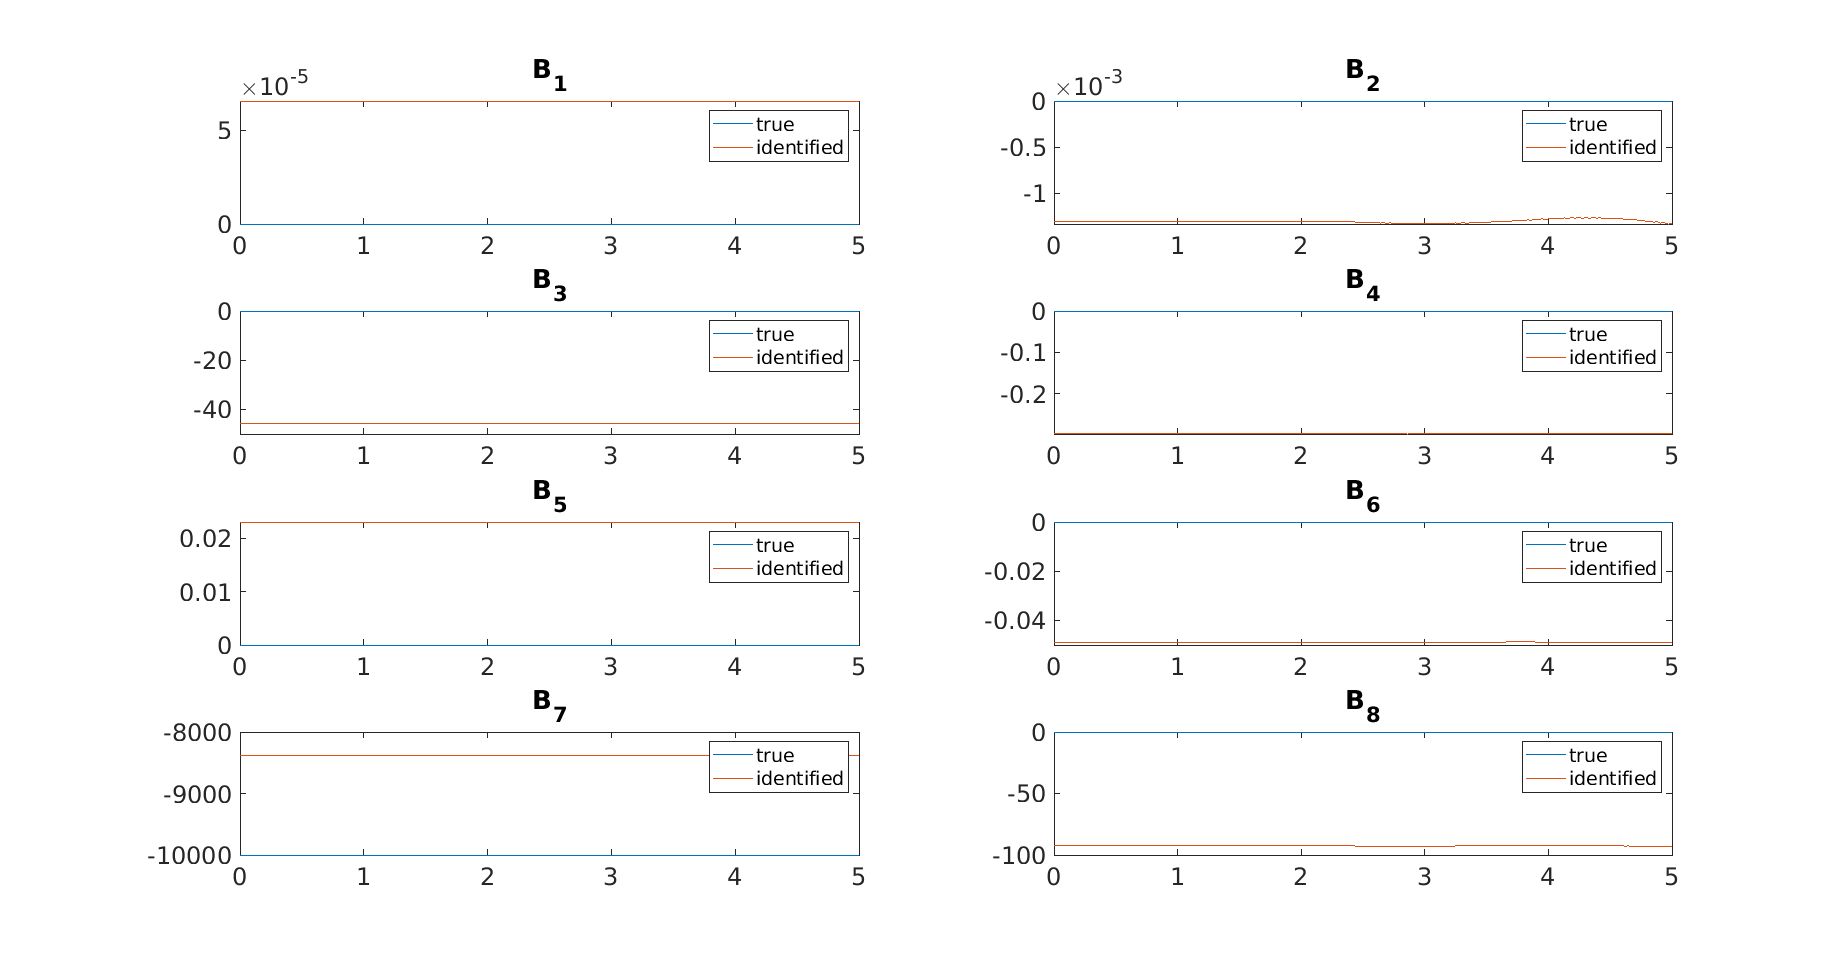 B1
×10-5
5
0
0 1 2 3 4 5
true
identified
B2
×10-3
0
-0.5
-1
0 1 2 3 4 5
true
identified
B3
0
-20
-40
0 1 2 3 4 5
true
identified
B4
0
-0.1
-0.2
0 1 2 3 4 5
true
identified
B5
0.02
0.01
0
0 1 2 3 4 5
true
identified
B6
0
-0.02
-0.04
0 1 2 3 4 5
true
identified
B7
-8000
-9000
-10000
0 1 2 3 4 5
true
identified
B8
0
-50
-100
0 1 2 3 4 5
true
identified